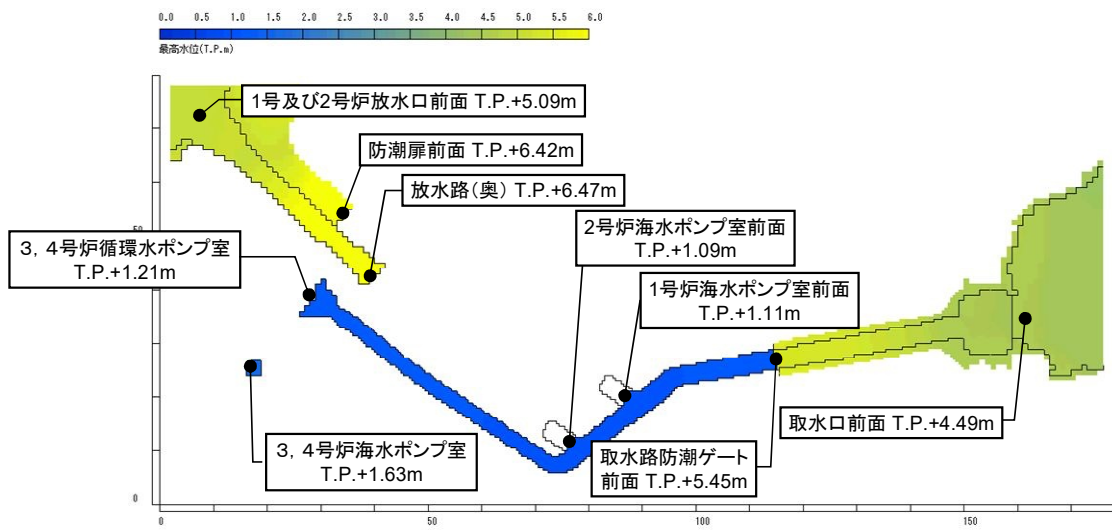 0.0 0.5 1.0 1.5 2.0 2.5 3.0 3.5 4.0 4.5 5.0 5.5 6.0
最高水位(T.P.m)
1号及び2号炉放水口前面 T.P.+5.09m
防潮扉前面 T.P.+6.42m
放水路(奥) T.P.+6.47m
50
2号炉海水ポンプ室前面
T.P.+1.09m
3,4号炉循環水ポンプ室
T.P.+1.21m
1号炉海水ポンプ室前面
T.P.+1.11m
取水口前面 T.P.+4.49m
3,4号炉海水ポンプ室
T.P.+1.63m
取水路防潮ゲート
前面 T.P.+5.45m
0
0 50 100 150